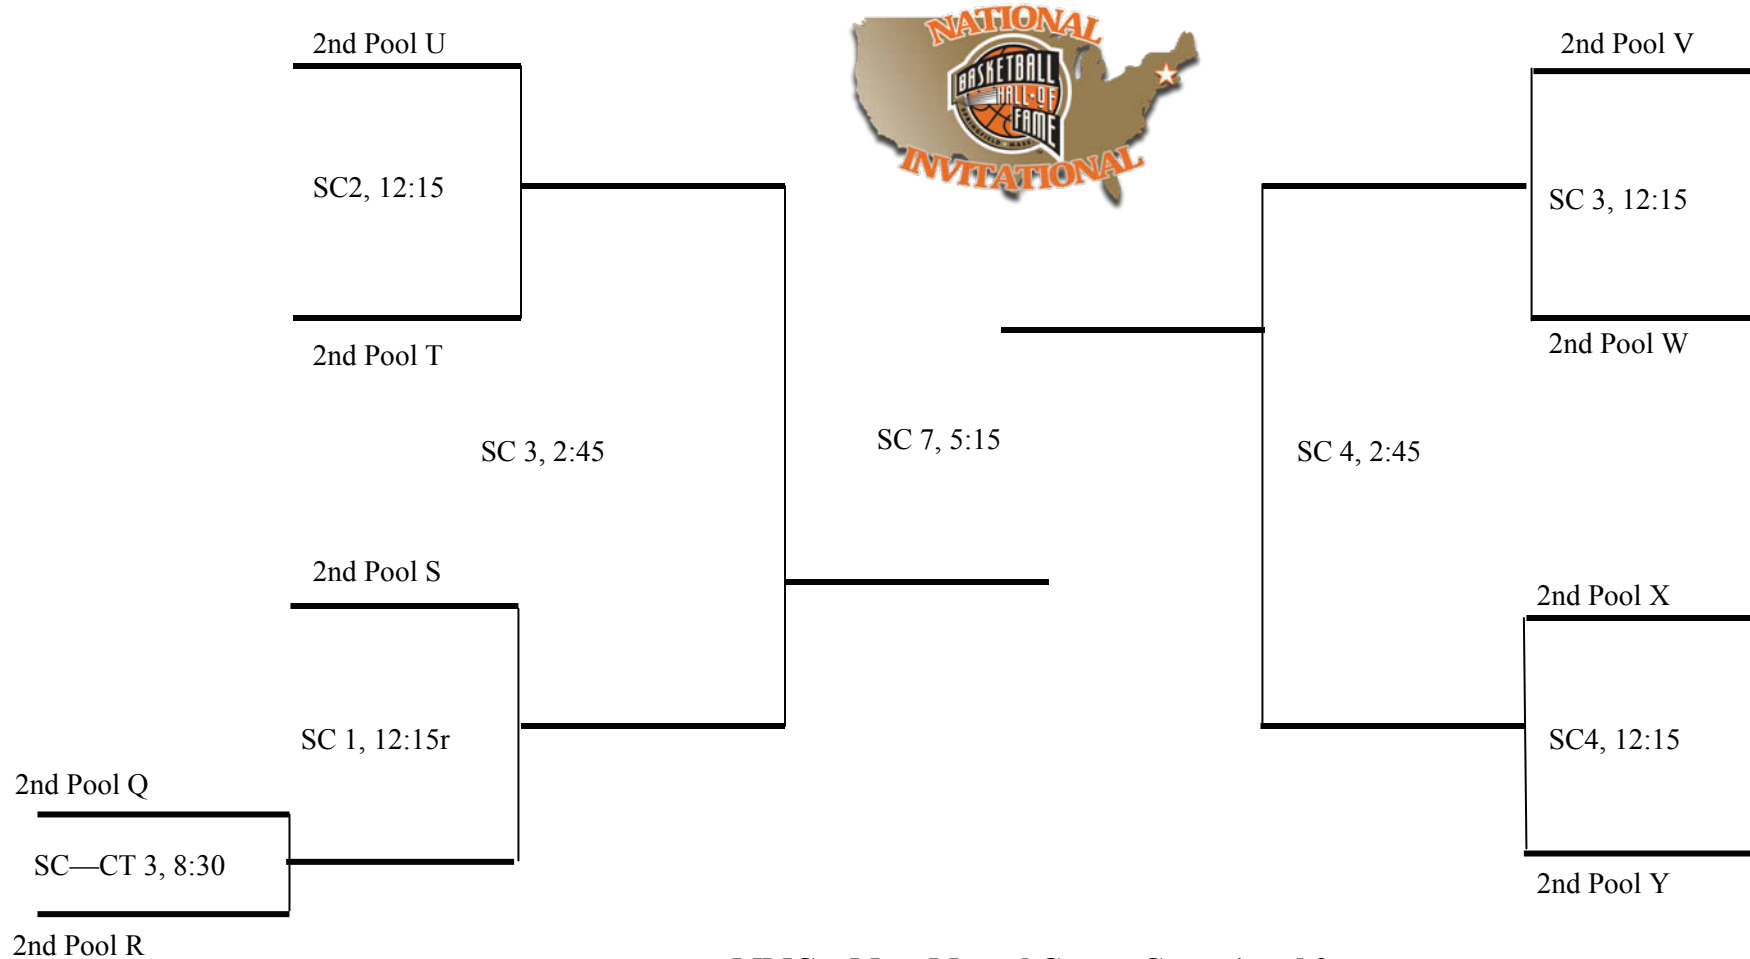 2nd Pool U
NATIONAL
BASKETBALL
HALL OF
FAME
SPRINGFIELD MASS.
INVITATIONAL
2nd Pool V
SC2, 12:15
SC 3, 12:15
2nd Pool T
2nd Pool W
SC 3, 2:45
SC 7, 5:15
SC 4, 2:45
2nd Pool S
2nd Pool X
SC 1, 12:15r
SC4, 12:15
2nd Pool Q
SC—CT 3, 8:30
2nd Pool Y
2nd Pool R